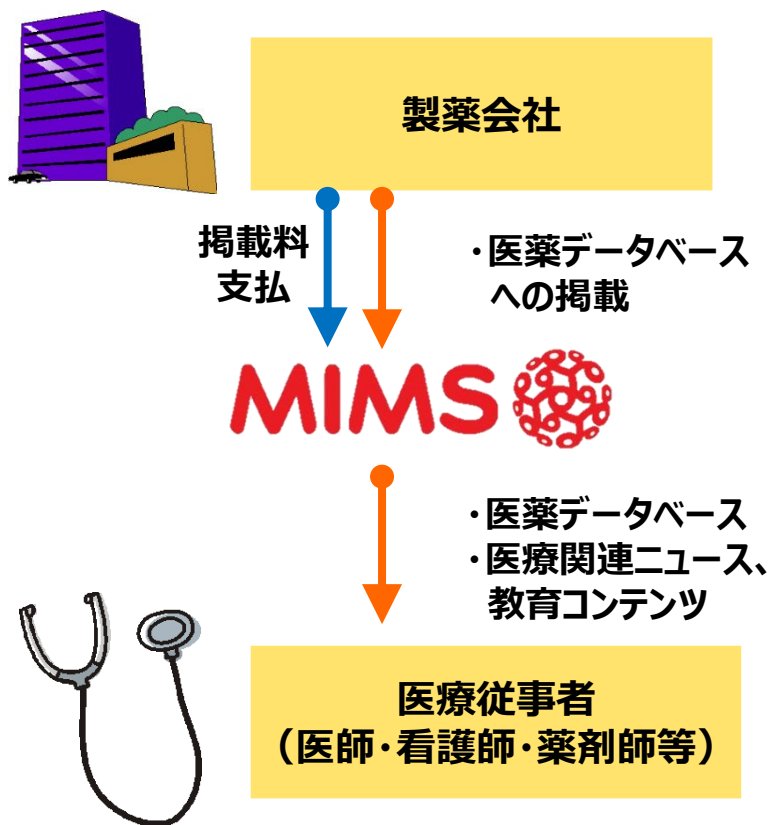 製薬会社
掲載料
支払
・医薬データベース
への掲載
MIMS
・医薬データベース
・医療関連ニュース、
教育コンテンツ
医療従事者
（医師・看護師・薬剤師等）